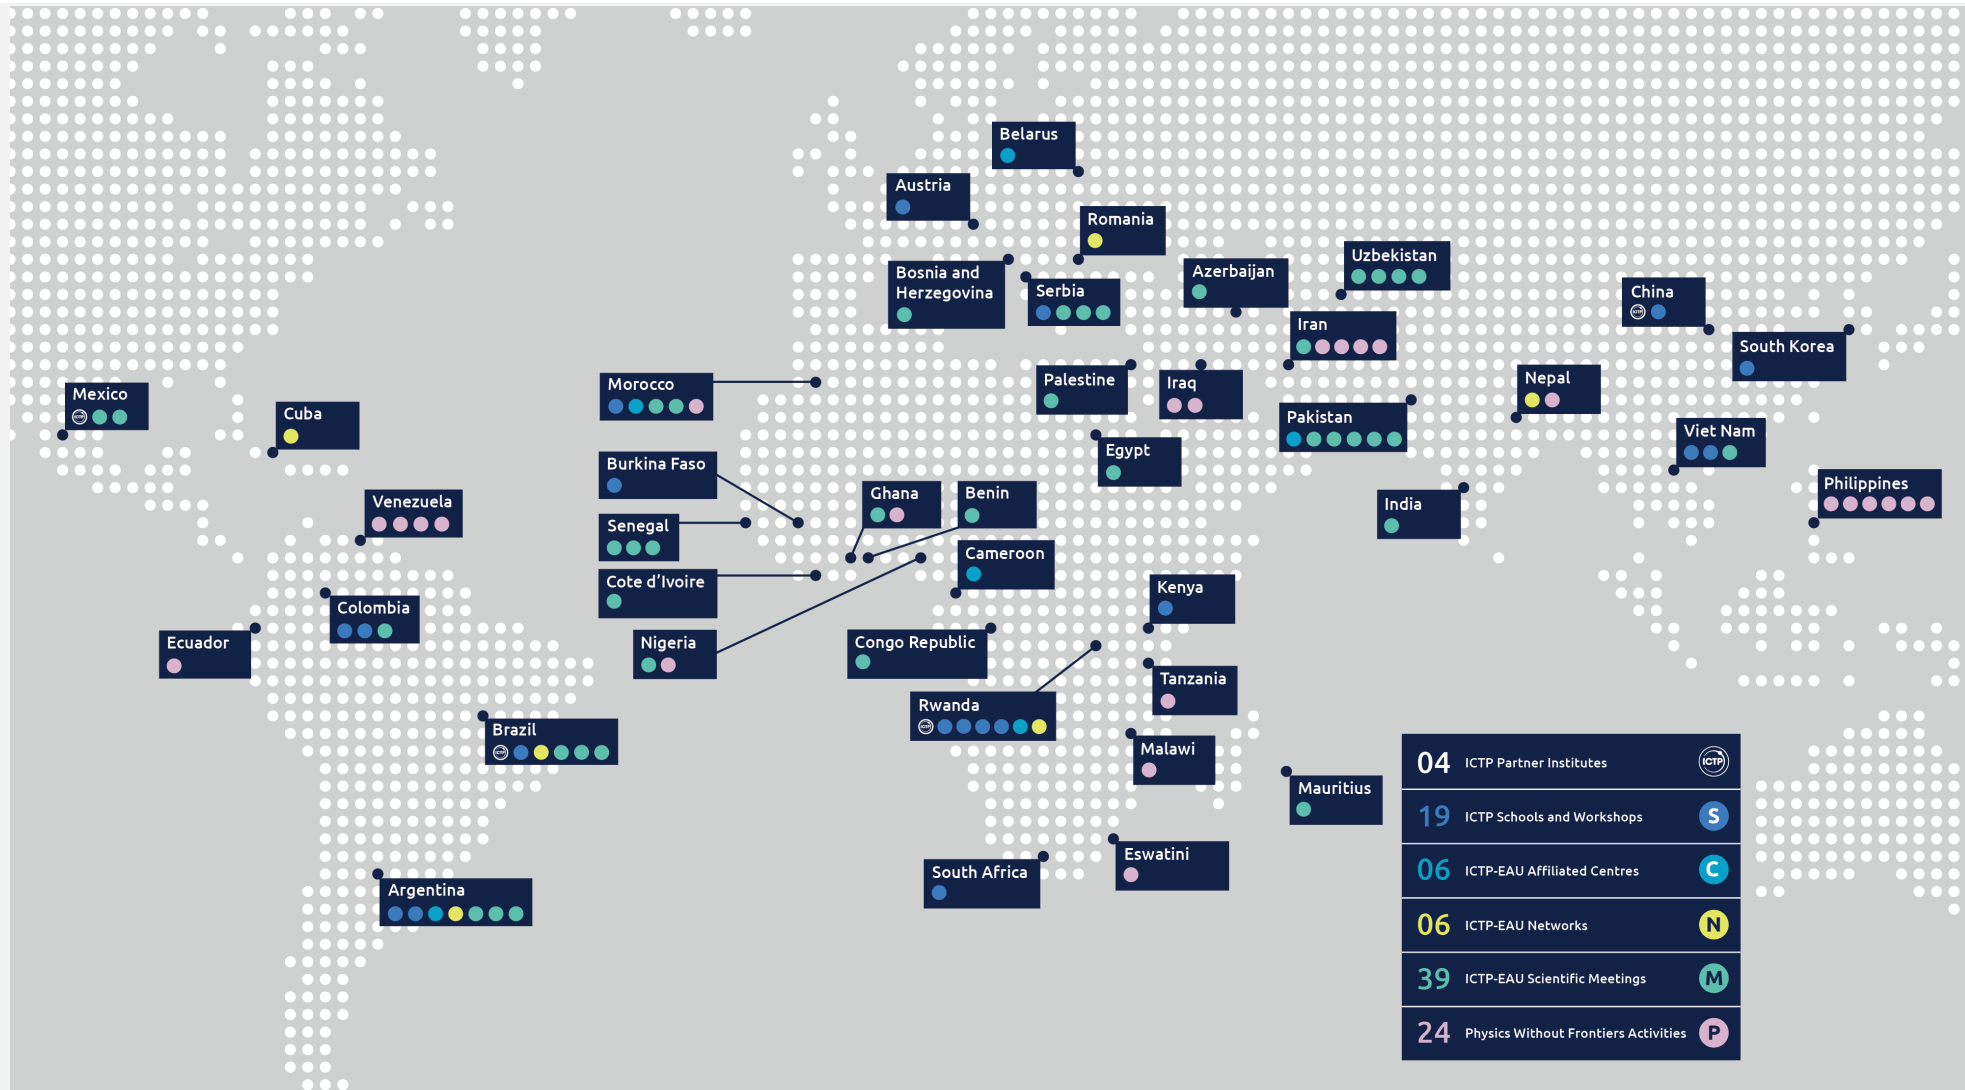 Belarus
Austria
Romania
Bosnia and
Herzegovina
Serbia
Azerbaijan
Uzbekistan
Iran
China
ICTP
South Korea
Mexico
ICTP
Cuba
Morocco
Palestine
Iraq
Pakistan
Nepal
Viet Nam
Burkina Faso
Egypt
Venezuela
Ghana
Benin
India
Philippines
Senegal
Cameroon
Cote d’Ivoire
Kenya
Colombia
Ecuador
Nigeria
Congo Republic
Tanzania
Rwanda
ICTP
Brazil
ICTP
Malawi
Mauritius
Eswatini
South Africa
Argentina
04 ICTP Partner Institutes ICTP
19 ICTP Schools and Workshops S
06 ICTP-EAU Affiliated Centres C
06 ICTP-EAU Networks N
39 ICTP-EAU Scientific Meetings M
24 Physics Without Frontiers Activities P